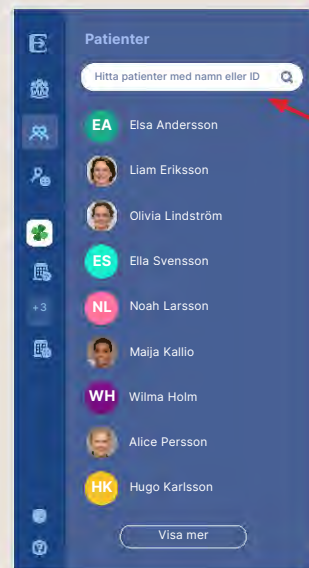 Patienter
Hitta patienter med namn eller ID
EA Elsa Andersson
Liam Eriksson
Olivia Lindström
ES Ella Svensson
+3
NL Noah Larsson
Maija Kallio
WH Wilma Holm
Alice Persson
HK Hugo Karlsson
Visa mer